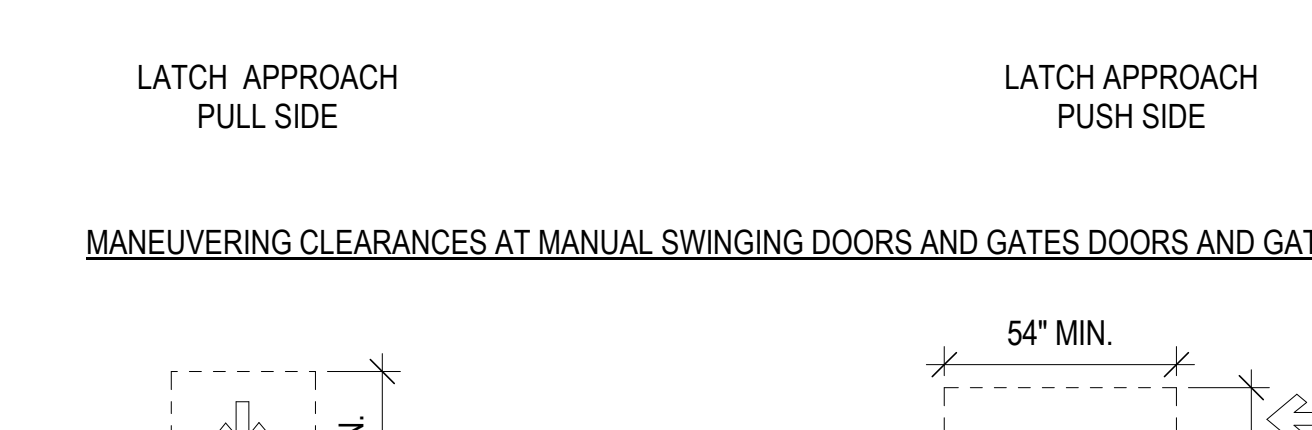 LATCH APPROACH
PULL SIDE
LATCH APPROACH
PUSH SIDE
MANEUVERING CLEARANCES AT MANUAL SWINGING DOORS AND GATES DOORS AND
54" MIN.